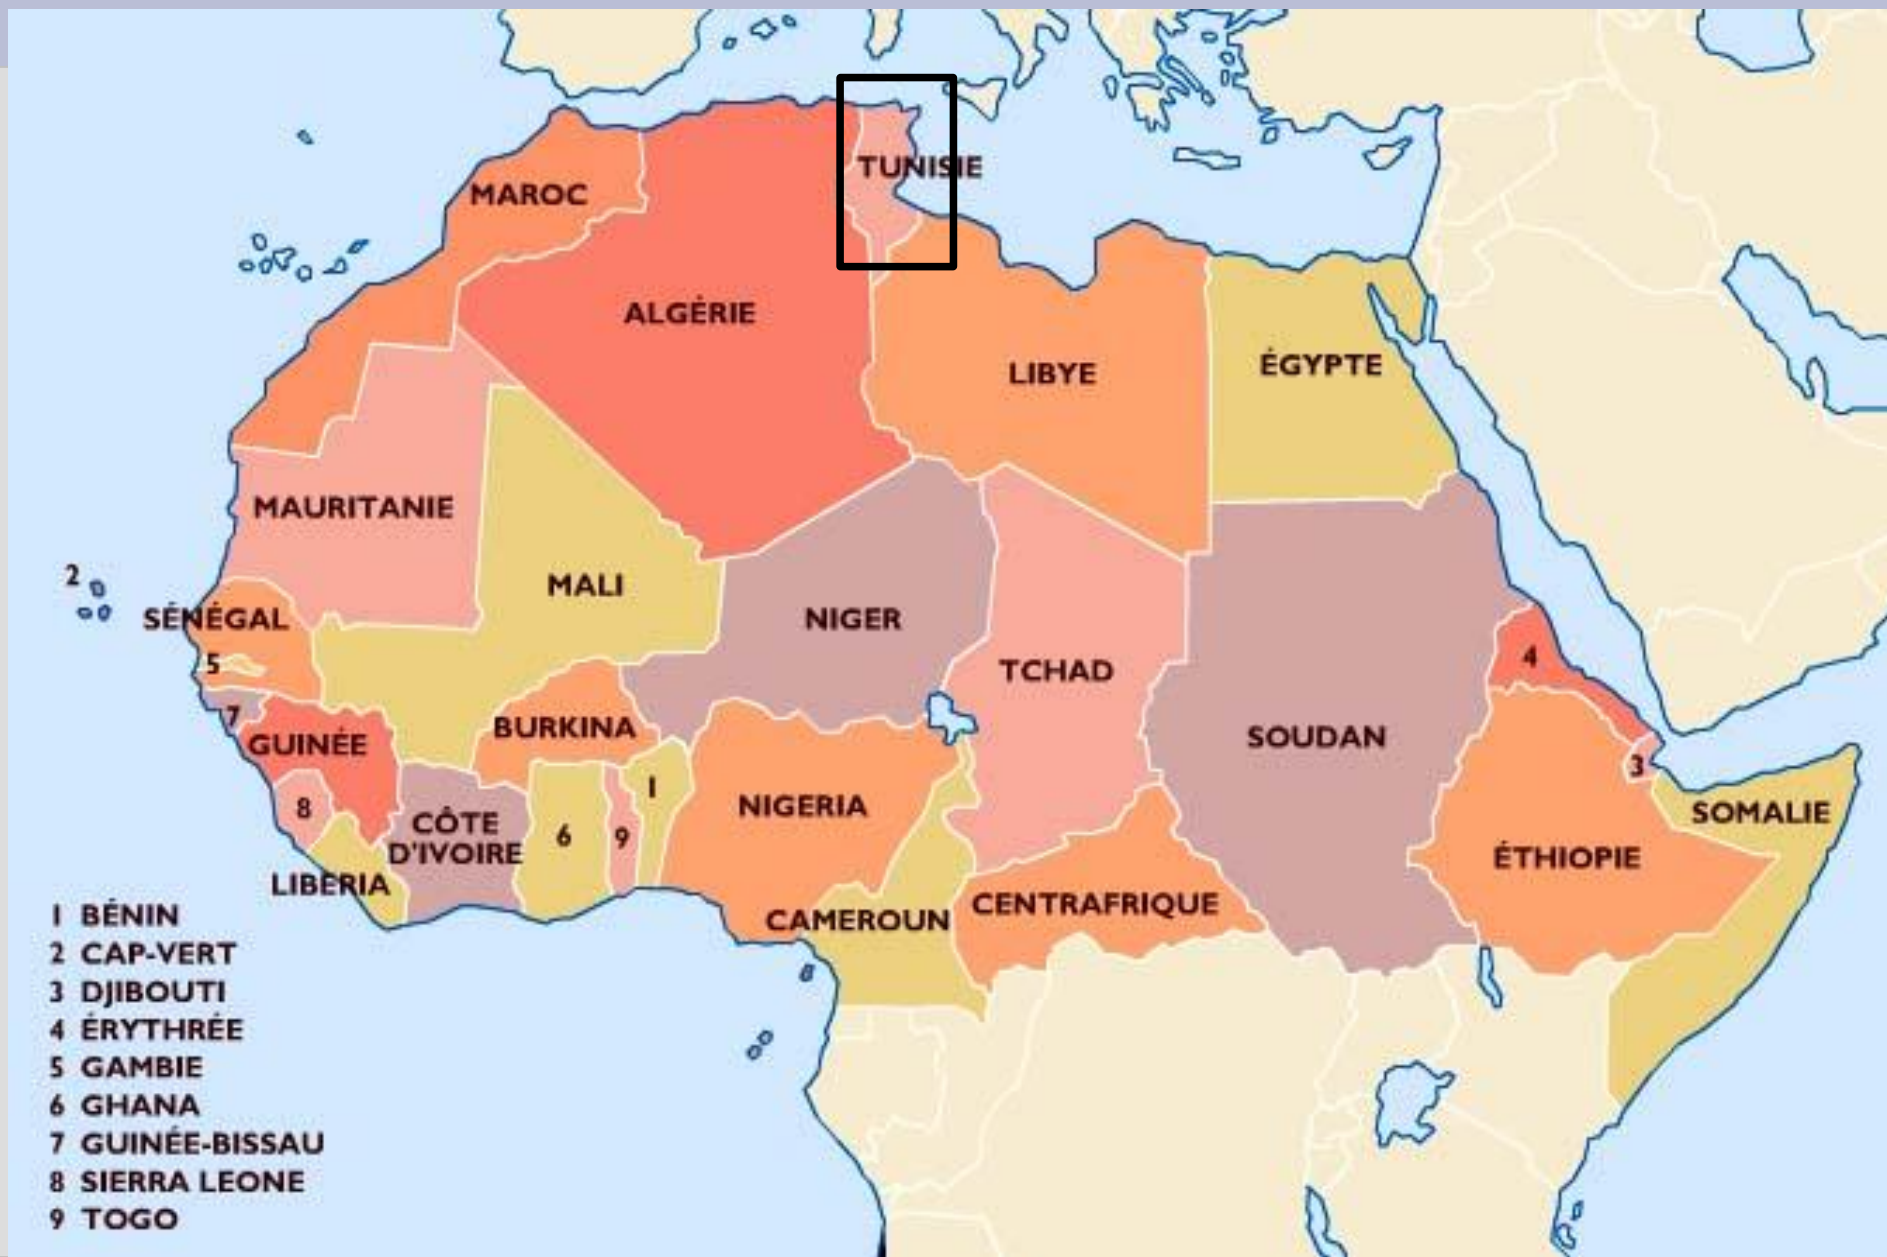 TUNISIE
MAROC
ALGÉRIE
LIBYE
ÉGYPTE
MAURITANIE
MALI
2
SÉNÉGAL
NIGER
5
4
TCHAD
7
BURKINA
GUINÉE
SOUDAN
3
1
8
NIGERIA
SOMALIE
CÔTE
D'IVOIRE
6
9
ÉTHIOPIE
LIBERIA
CENTRAFRIQUE
CAMEROUN
1 BÉNIN
2 CAP-VERT
3 DJIBOUTI
4 ÉRYTHRÉE
5 GAMBIE
6 GHANA
7 GUINÉE-BISSAU
8 SIERRA LEONE
9 TOGO